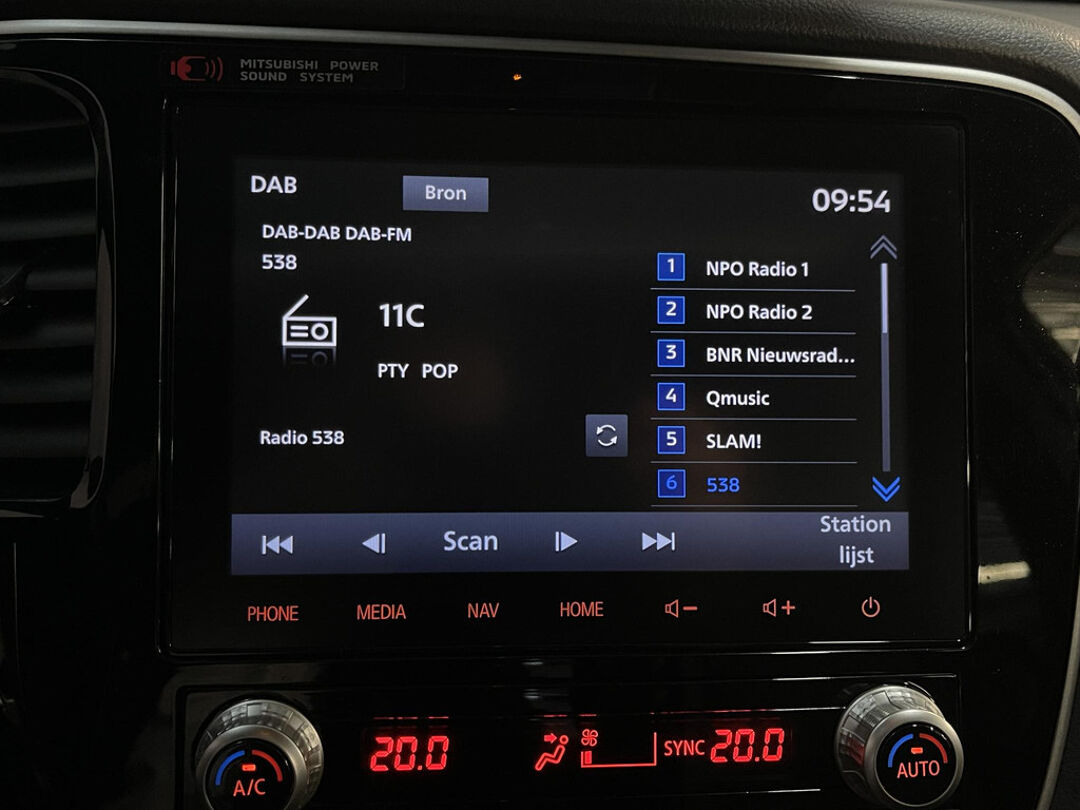 MITSUBISHI POWER
SOUND SYSTEM
DAB
Bron
09:54
DAB-DAB DAB-FM
538
11C
PTY POP
Radio 538
1 NPO Radio 1
2 NPO Radio 2
3 BNR Nieuwsrad...
4 Qmusic
5 SLAM!
6 538
Scan
Station
lijst
PHONE
MEDIA
NAV
HOME
20.0
SYNC
20.0
A/C
AUTO